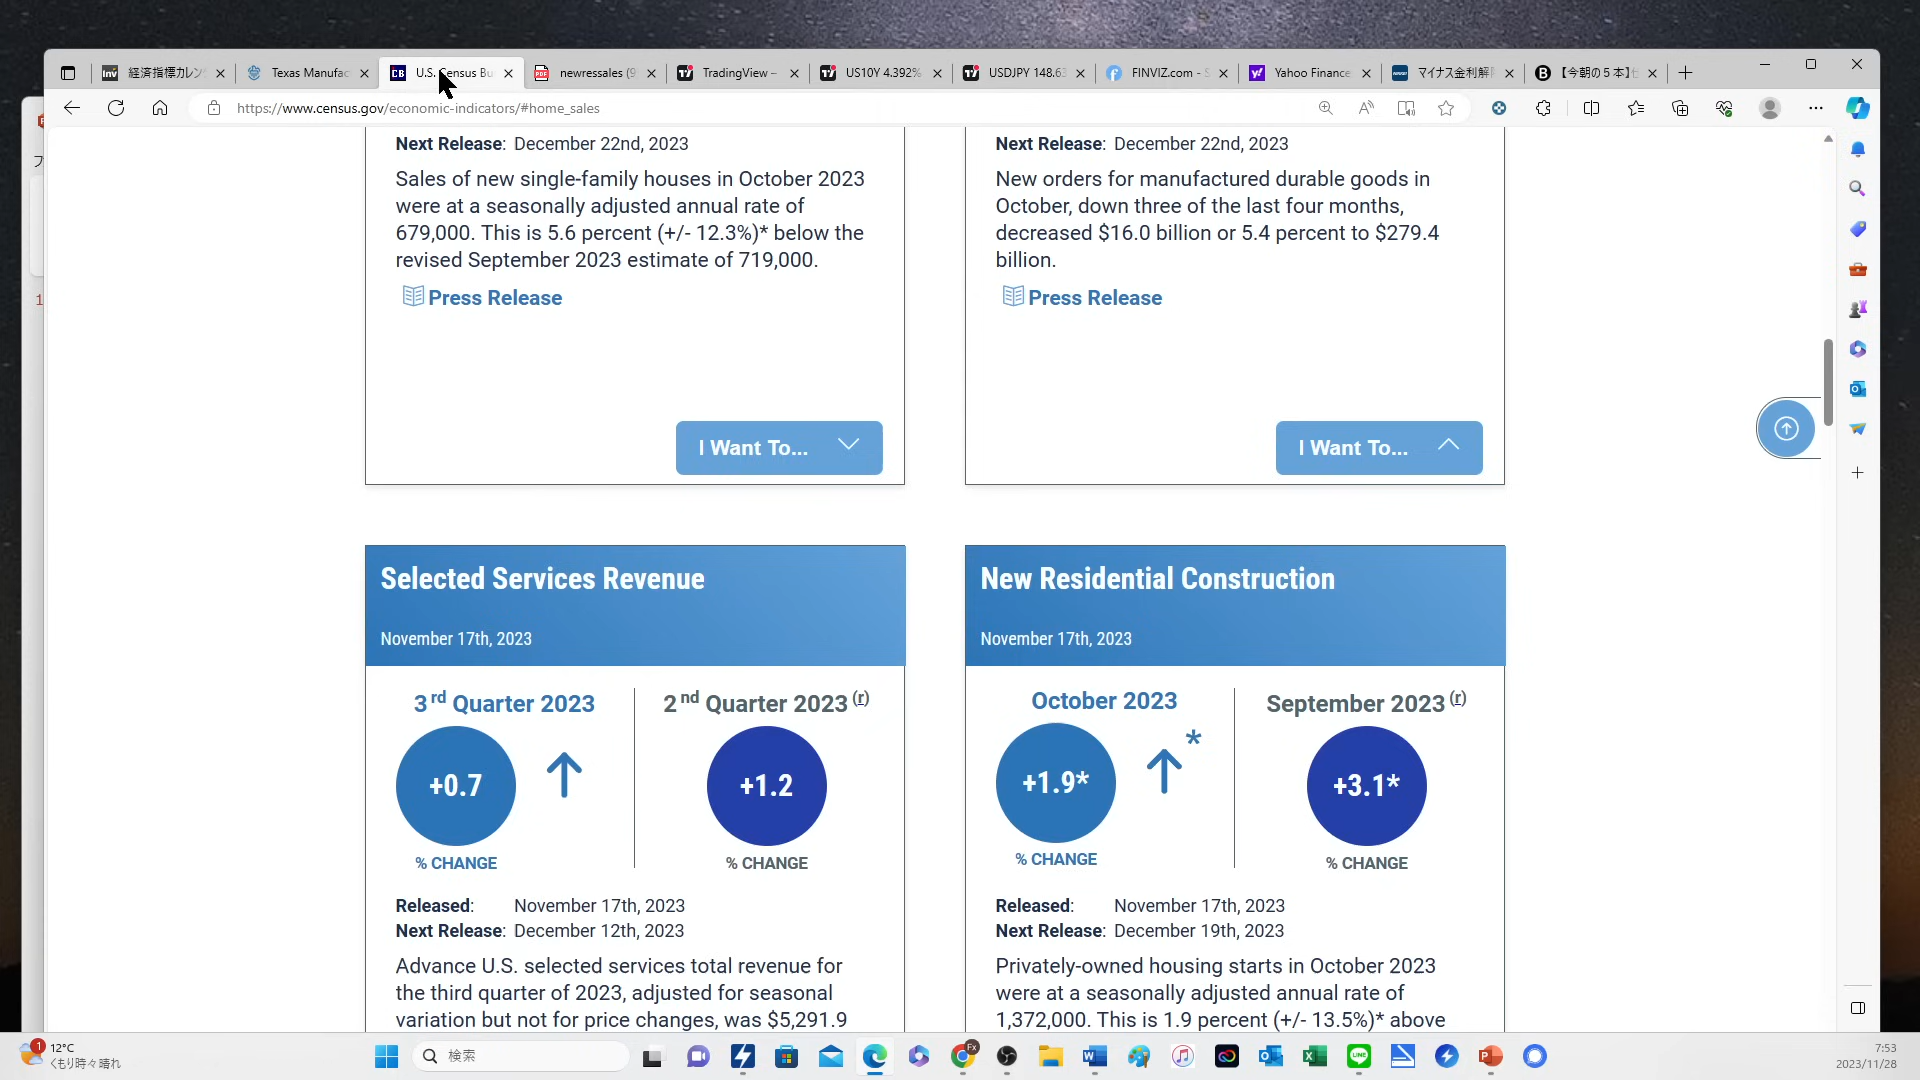 経済指標カレン
Texas Manufac
U.S. Census Bu
newressales (9
TradingView –
US10Y 4.392%
USDJPY 148.63
FINVIZ.com - S
Yahoo Finance
マイナス金利解
【今朝の5本】
https://www.census.gov/economic-indicators/#home_sales
Next Release: December 22nd, 2023
Sales of new single-family houses in October 2023
were at a seasonally adjusted annual rate of
679,000. This is 5.6 percent (+/- 12.3%)* below the
revised September 2023 estimate of 719,000.
Press Release
I Want To...
Next Release: December 22nd, 2023
New orders for manufactured durable goods in
October, down three of the last four months,
decreased $16.0 billion or 5.4 percent to $279.4
billion.
Press Release
I Want To...
Selected Services Revenue
November 17th, 2023
3rd Quarter 2023
2nd Quarter 2023 (r)
+0.7
+1.2
% CHANGE
% CHANGE
Released: November 17th, 2023
Next Release: December 12th, 2023
Advance U.S. selected services total revenue for
the third quarter of 2023, adjusted for seasonal
variation but not for price changes, was $5,291.9
New Residential Construction
November 17th, 2023
October 2023
September 2023 (r)
+1.9*
*
+3.1*
% CHANGE
% CHANGE
Released: November 17th, 2023
Next Release: December 19th, 2023
Privately-owned housing starts in October 2023
were at a seasonally adjusted annual rate of
1,372,000. This is 1.9 percent (+/- 13.5%)* above
1
12°C
くもり時々晴れ
検索
7:53
2023/11/28